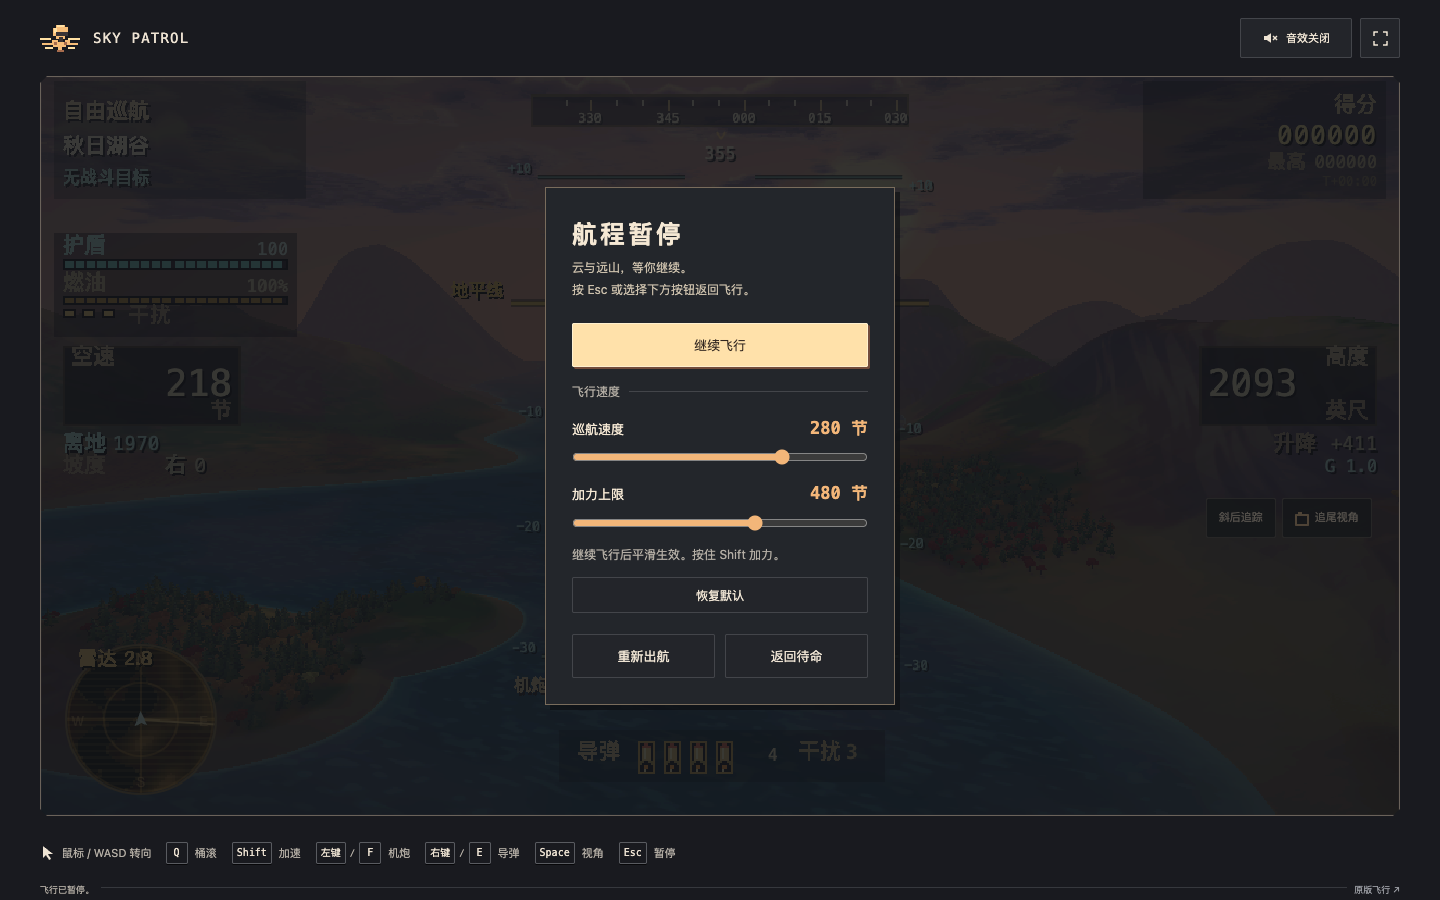 SKY PATROL
音效关闭
自由巡航
秋日湖谷
无战斗目标
330 345 000 015 030
355
得分
000000
最高 000000
T+00:00
+10 +10
护盾 100
燃油 100%
干扰
地平线
空速
218
节
离地 1970
坡度 右 0
高度
2093
英尺
升降 +411
G 1.0
斜后追踪 追尾视角
-10 -10
-20 -20
-30 -30
航程暂停
云与远山，等你继续。
按 Esc 或选择下方按钮返回飞行。
继续飞行
飞行速度
巡航速度 280 节
加力上限 480 节
继续飞行后平滑生效。按住 Shift 加力。
恢复默认
重新出航 返回待命
雷达 2.8
W E
S
机炮
导弹 4 干扰 3
鼠标 / WASD 转向 Q 桶滚 Shift 加速 左键 / F 机炮 右键 / E 导弹 Space 视角 Esc 暂停
飞行已暂停。 原版飞行 ↗